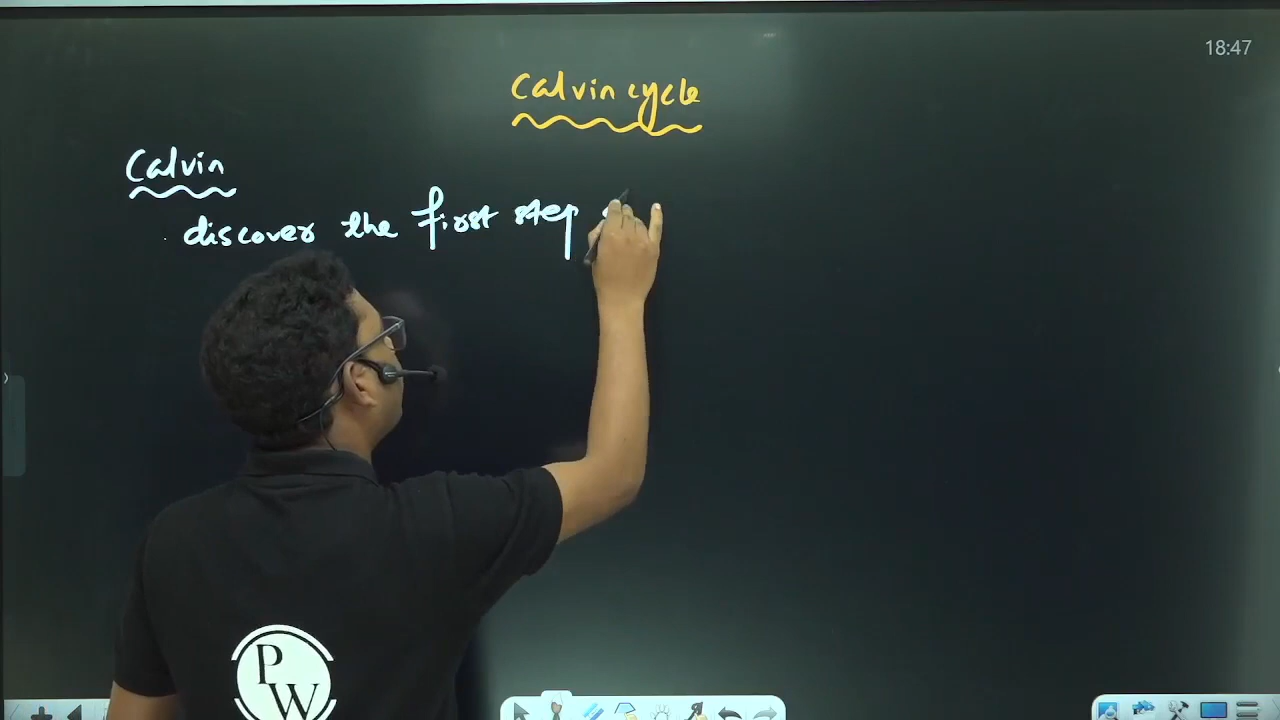 18:47
Calvin cycle
Calvin
discover the first step
PW